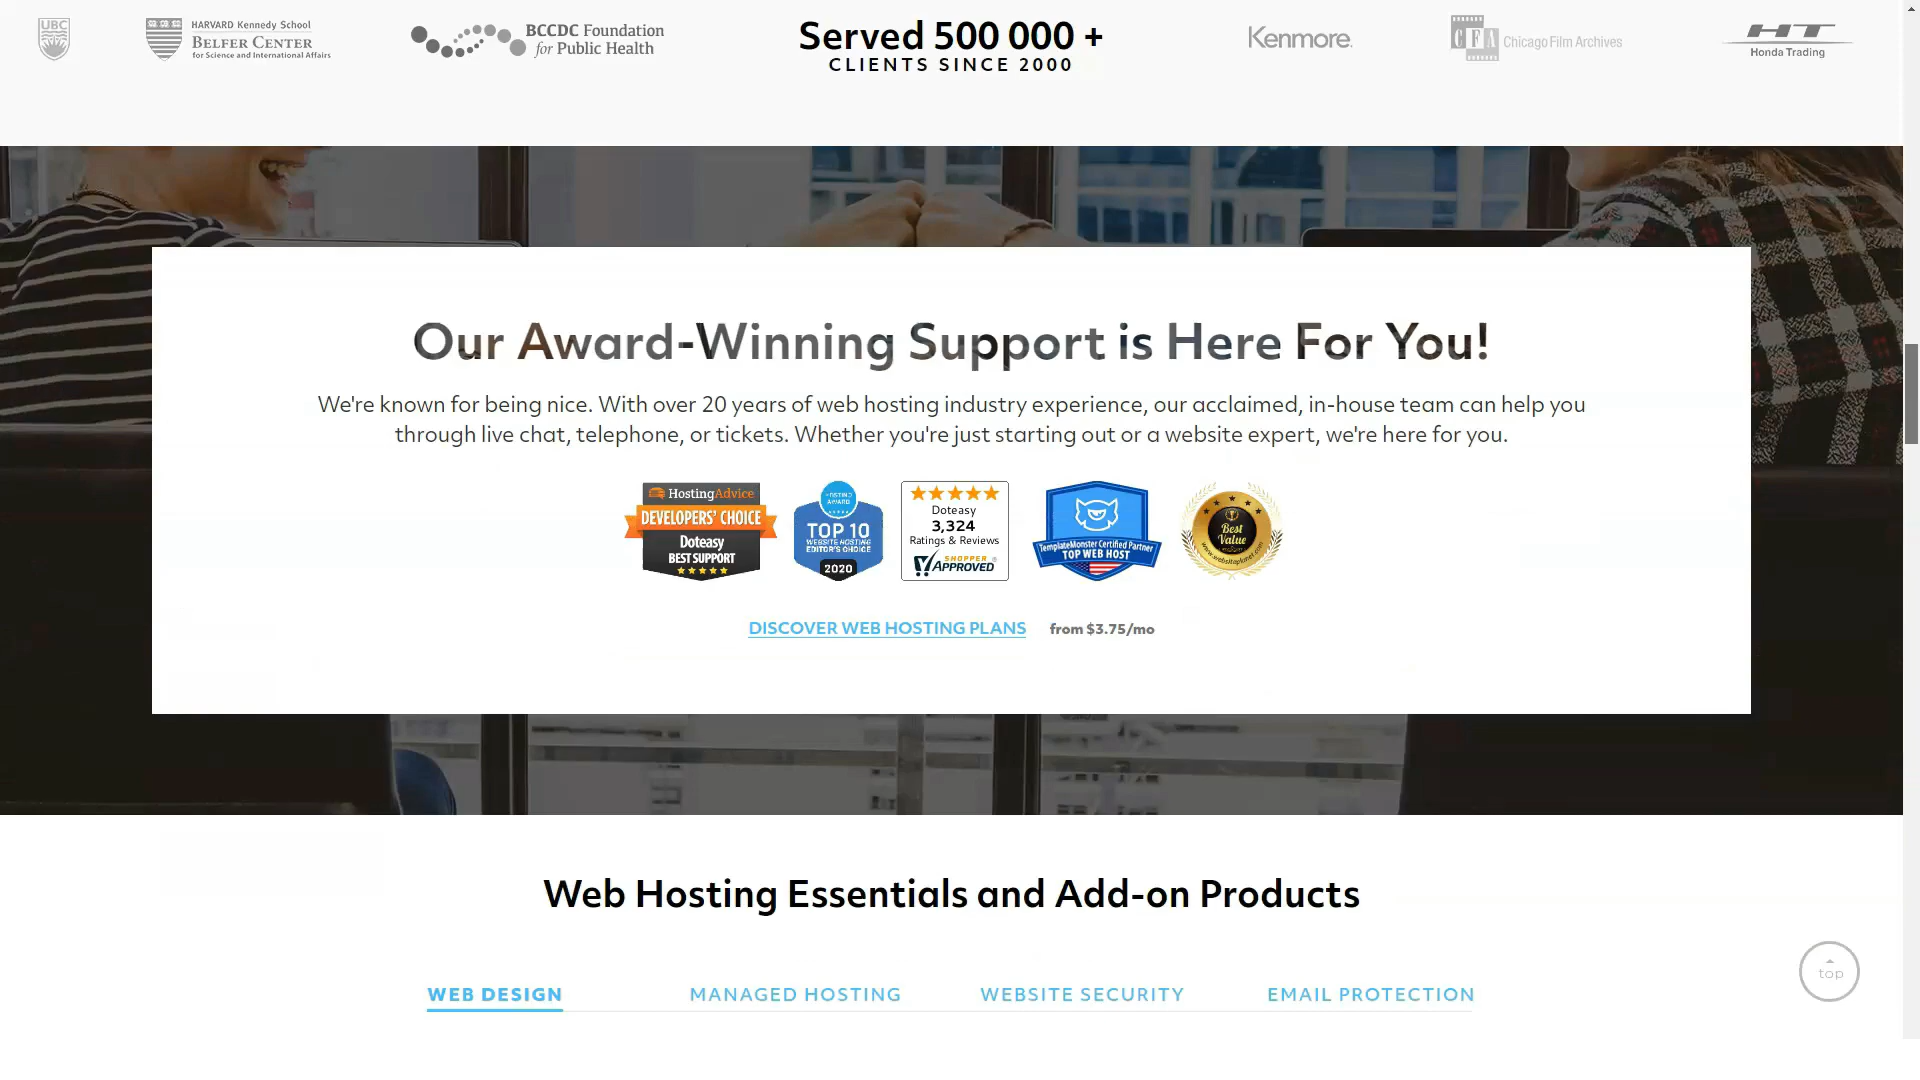 UBC
HARVARD Kennedy School
BELFER CENTER
for Science and International Affairs
BCCDC Foundation
for Public Health
Served 500 000 +
CLIENTS SINCE 2000
Kenmore.
CFA
Chicago Film Archives
HT
Honda Trading
Our Award-Winning Support is Here For You!
We're known for being nice. With over 20 years of web hosting industry experience, our acclaimed, in-house team can help you
through live chat, telephone, or tickets. Whether you're just starting out or a website expert, we're here for you.
HostingAdvice
DEVELOPERS' CHOICE
Doteasy
BEST SUPPORT
AWARD
TOP 10
WEBSITE HOSTING
EDITOR'S CHOICE
2020
Doteasy
3,324
Ratings & Reviews
SHOPPER
APPROVED
TemplateMonster Certified Partner
TOP WEB HOST
Best
Value
DISCOVER WEB HOSTING PLANS from $3.75/mo
Web Hosting Essentials and Add-on Products
top
WEB DESIGN
MANAGED HOSTING
WEBSITE SECURITY
EMAIL PROTECTION